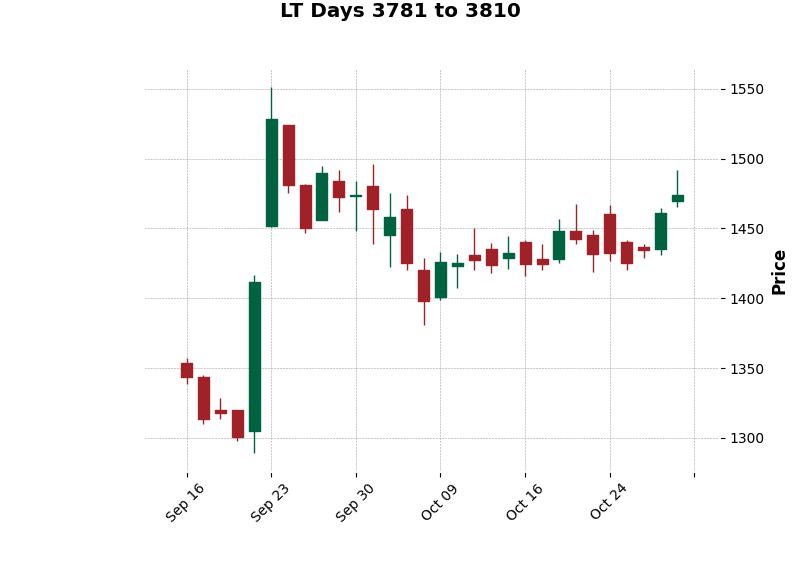 LT Days 3781 to 3810
1550
1500
1450
1400
1350
1300
Price
Sep 16
Sep 23
Sep 30
Oct 09
Oct 16
Oct 24